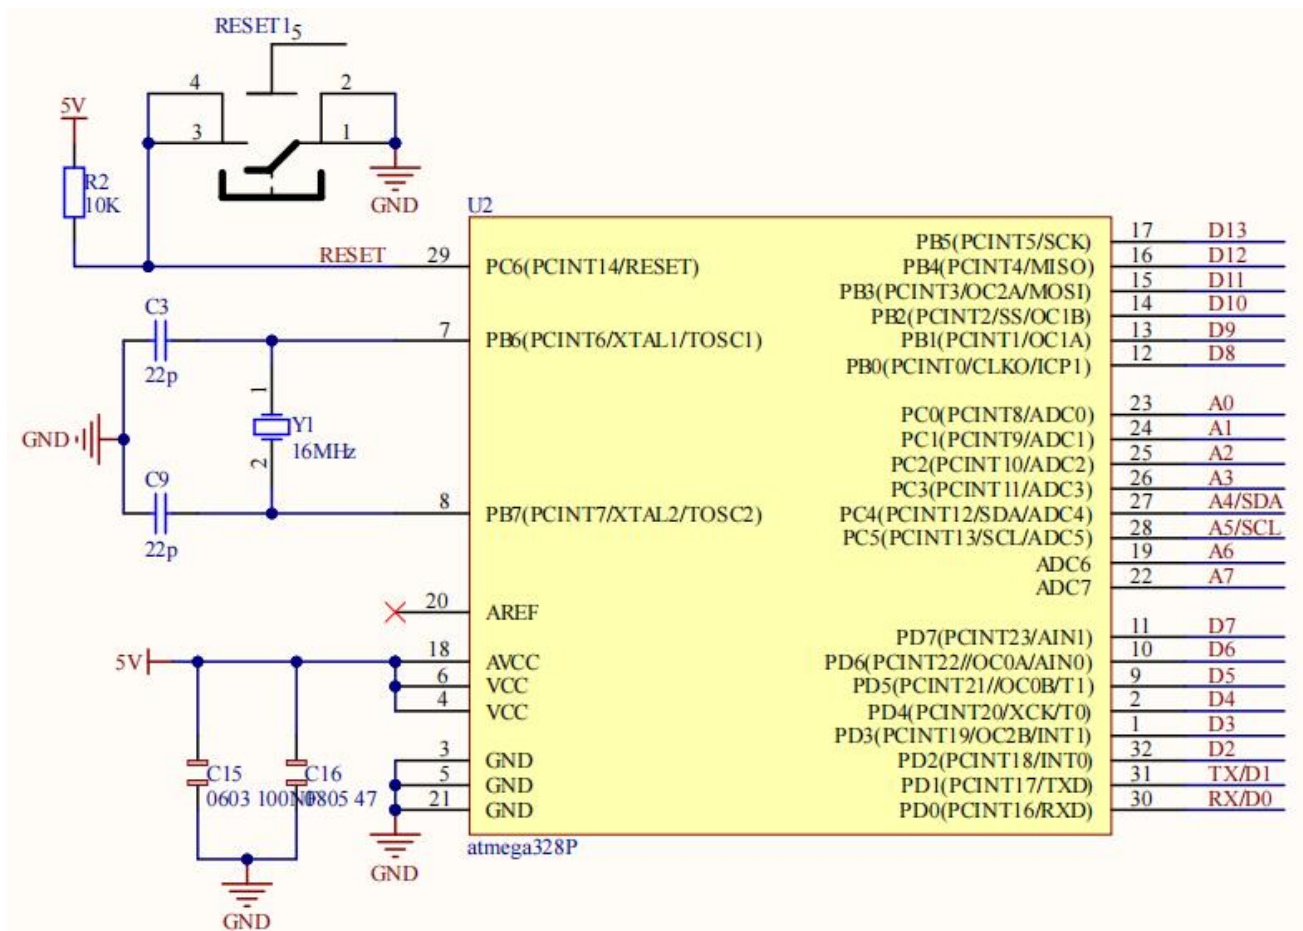 RESET1
5
4
2
5V
3
1
R2
10K
GND
U2
RESET
29
PC6(PCINT14/RESET)
C3
22p
7
PB6(PCINT6/XTAL1/TOSC1)
1
GND
Y1
16MHz
2
C9
22p
8
PB7(PCINT7/XTAL2/TOSC2)
20
AREF
5V
18
AVCC
6
VCC
4
VCC
3
GND
5
GND
21
GND
C15
0603 100NF
C16
0805 47
GND
GND
atmega328P
PB5(PCINT5/SCK) 17 D13
PB4(PCINT4/MISO) 16 D12
PB3(PCINT3/OC2A/MOSI) 15 D11
PB2(PCINT2/SS/OC1B) 14 D10
PB1(PCINT1/OC1A) 13 D9
PB0(PCINT0/CLKO/ICP1) 12 D8
PC0(PCINT8/ADC0) 23 A0
PC1(PCINT9/ADC1) 24 A1
PC2(PCINT10/ADC2) 25 A2
PC3(PCINT11/ADC3) 26 A3
PC4(PCINT12/SDA/ADC4) 27 A4/SDA
PC5(PCINT13/SCL/ADC5) 28 A5/SCL
ADC6 19 A6
ADC7 22 A7
PD7(PCINT23/AIN1) 11 D7
PD6(PCINT22//OC0A/AIN0) 10 D6
PD5(PCINT21//OC0B/T1) 9 D5
PD4(PCINT20/XCK/T0) 2 D4
PD3(PCINT19/OC2B/INT1) 1 D3
PD2(PCINT18/INT0) 32 D2
PD1(PCINT17/TXD) 31 TX/D1
PD0(PCINT16/RXD) 30 RX/D0